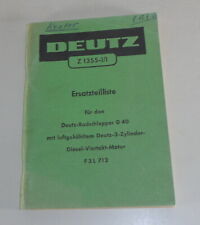 DEUTZ
Z 1355-1/1
Ersatzteilliste
für den
Deutz-Radschlepper D 40
mit luftgekühltem Deutz-3-Zylinder-
Diesel-Viertakt-Motor
F 3 L 712